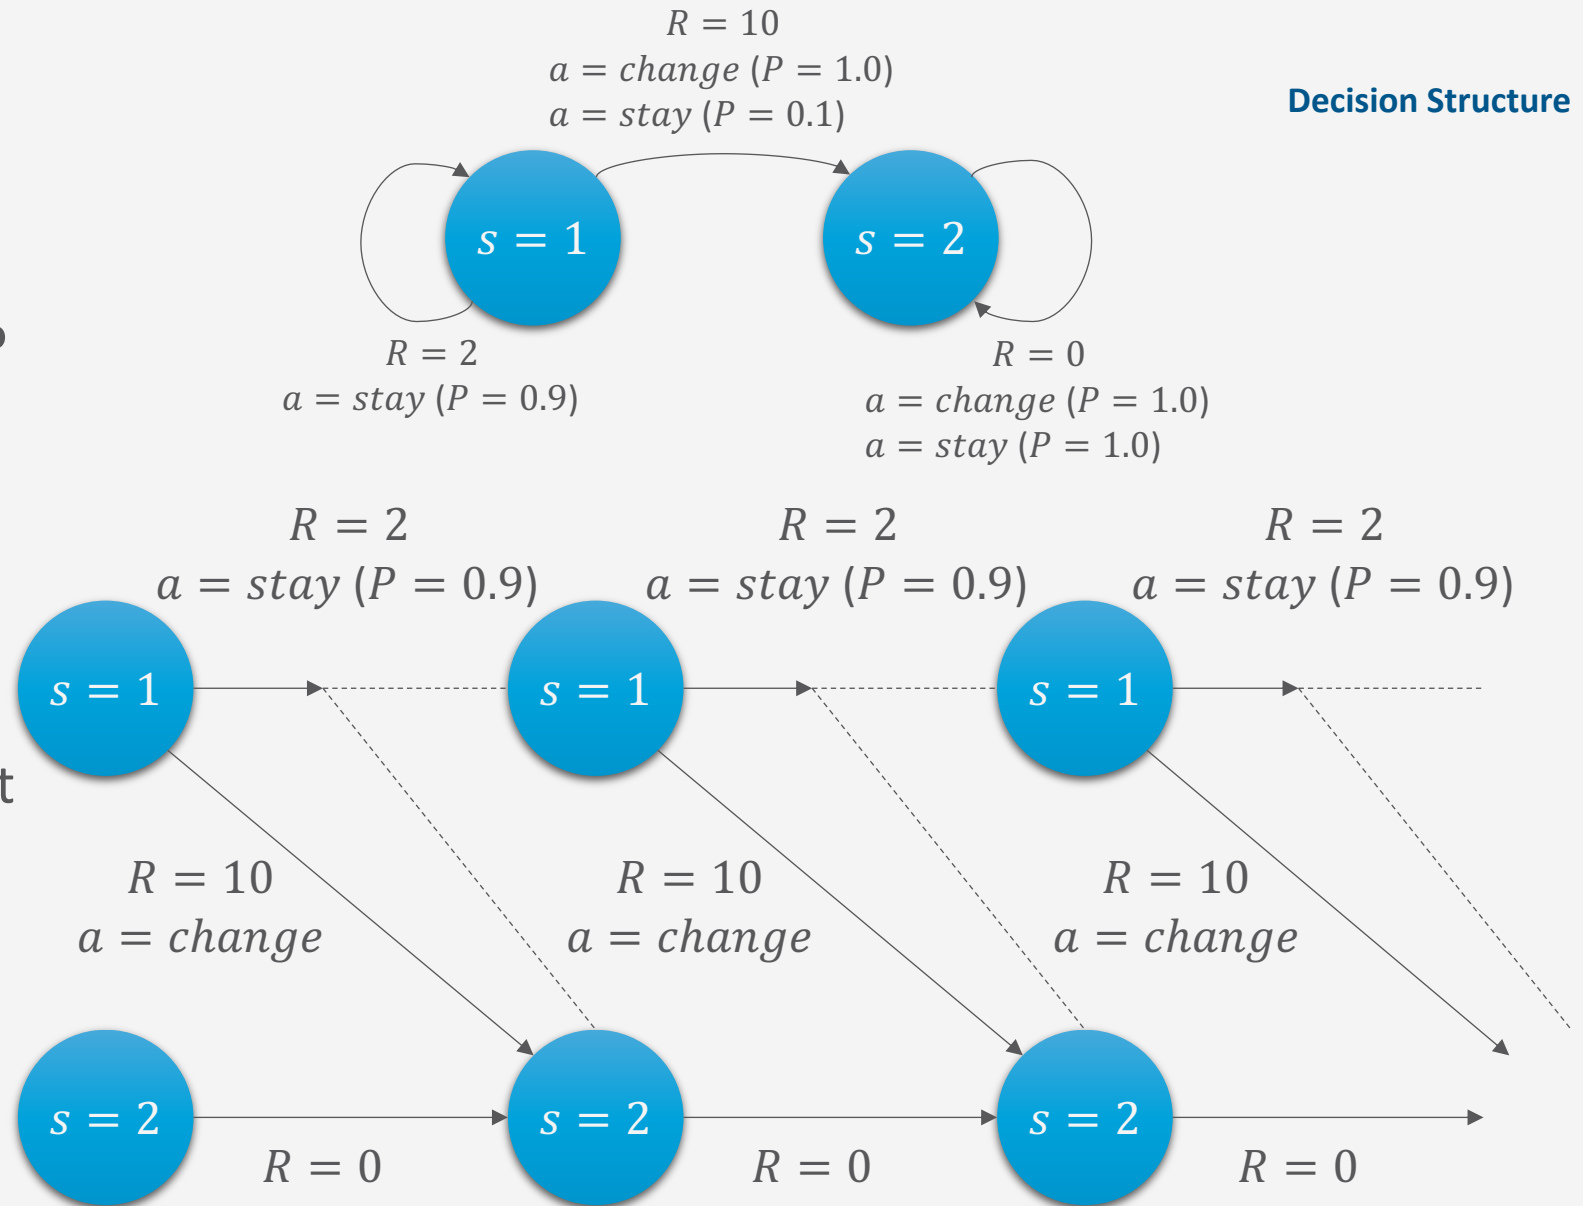 R = 10
a = change (P = 1.0)
a = stay (P = 0.1)
Decision Structure
s = 1
s = 2
R = 2
a = stay (P = 0.9)
R = 0
a = change (P = 1.0)
a = stay (P = 1.0)
R = 2
a = stay (P = 0.9)
R = 2
a = stay (P = 0.9)
R = 2
a = stay (P = 0.9)
s = 1
s = 1
s = 1
t
R = 10
a = change
R = 10
a = change
R = 10
a = change
s = 2
s = 2
s = 2
R = 0
R = 0
R = 0